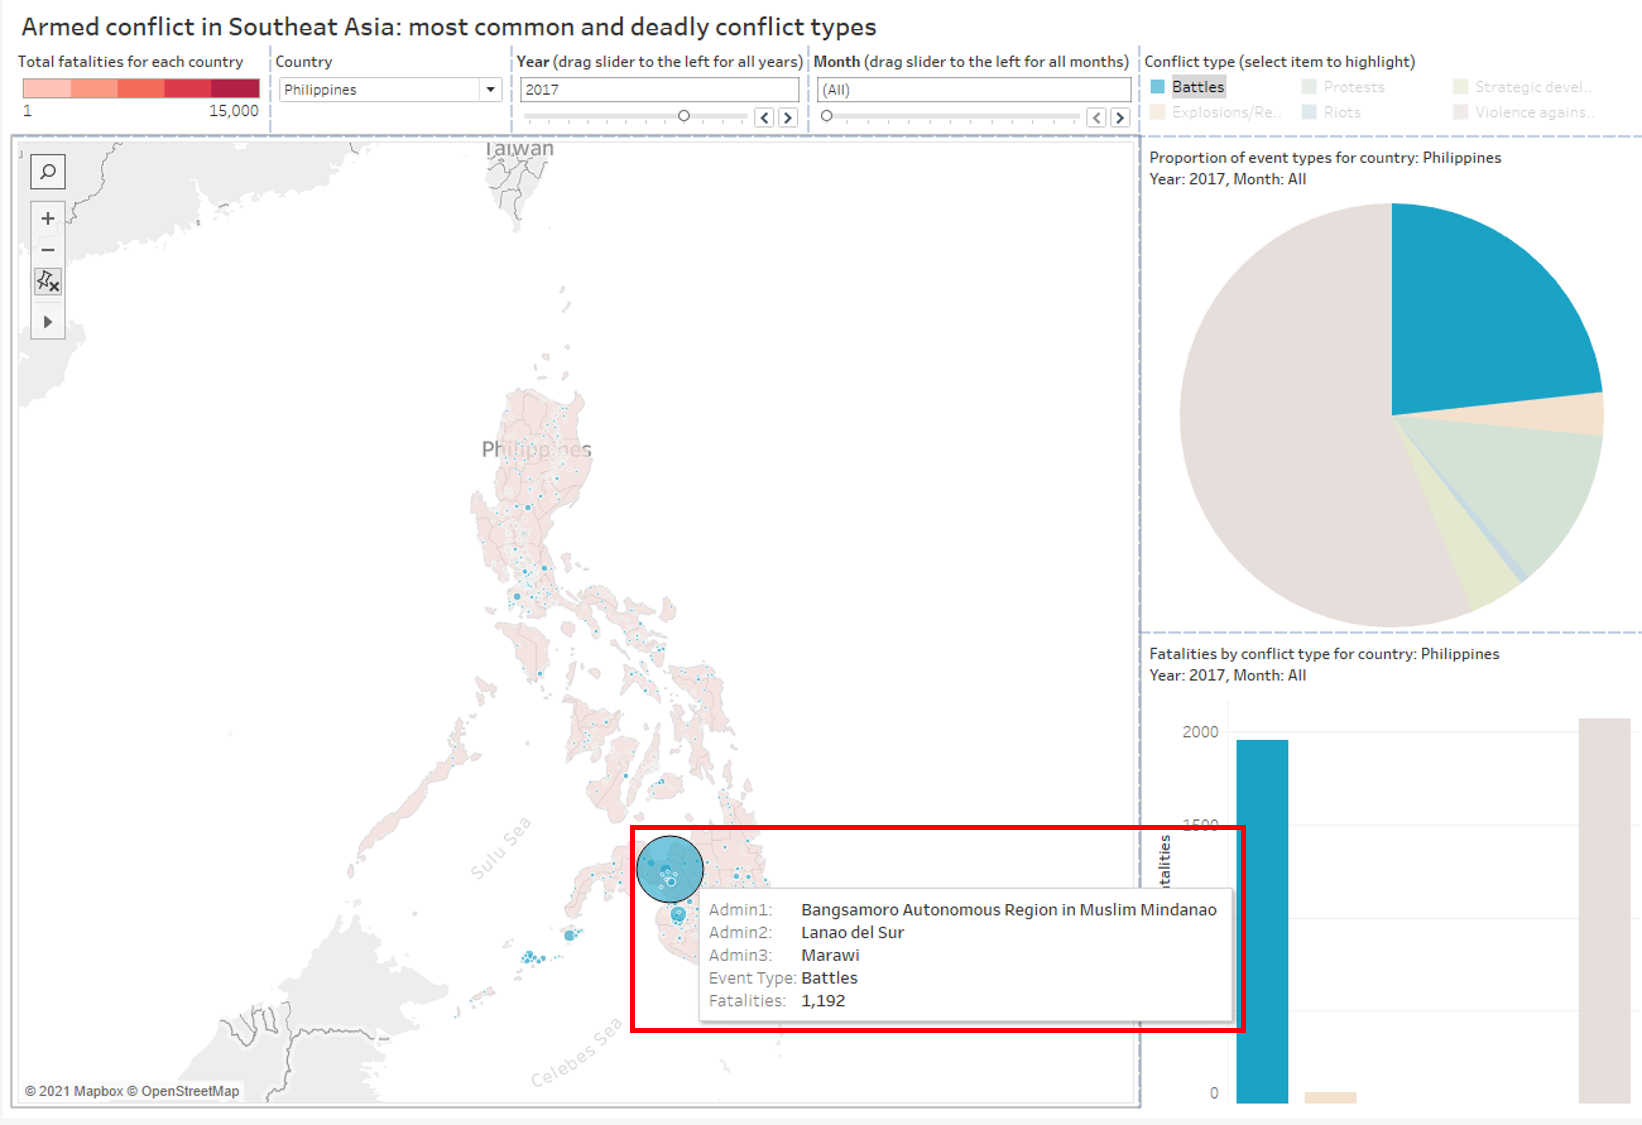 Armed conflict in Southeat Asia: most common and deadly conflict types
Total fatalities for each country
1
15,000
Country
Philippines
Year (drag slider to the left for all years)
2017
Month (drag slider to the left for all months)
(All)
Conflict type (select item to highlight)
Battles
Protests
Strategic devel..
Explosions/Re..
Riots
Violence agains..
Taiwan
Philippines
Sulu Sea
Celebes Sea
Admin1: Bangsamoro Autonomous Region in Muslim Mindanao
Admin2: Lanao del Sur
Admin3: Marawi
Event Type: Battles
Fatalities: 1,192
© 2021 Mapbox © OpenStreetMap
Proportion of event types for country: Philippines
Year: 2017, Month: All
Fatalities by conflict type for country: Philippines
Year: 2017, Month: All
2000
1500
0